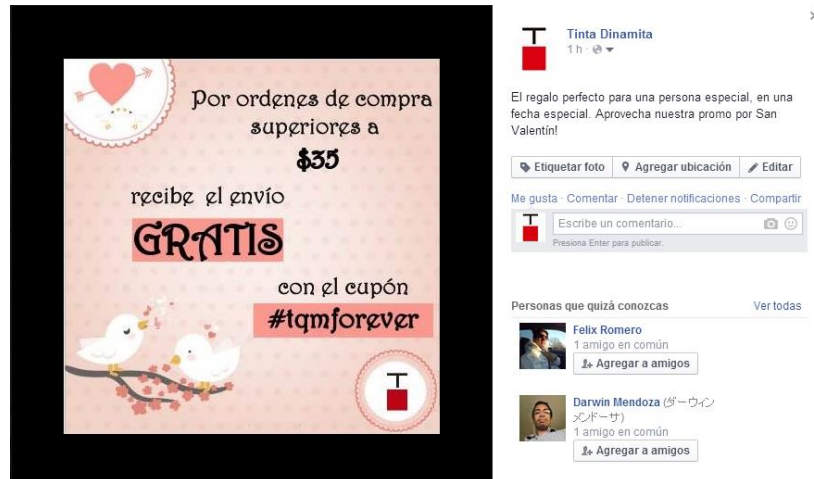 Por ordenes de compra
superiores a
$35
recibe el envío
GRATIS
con el cupón
#tqmforever
T
Tinta Dinamita
1 h ·
El regalo perfecto para una persona especial, en una
fecha especial. Aprovecha nuestra promo por San
Valentín!
Etiquetar foto
Agregar ubicación
Editar
Me gusta · Comentar · Detener notificaciones · Compartir
Escribe un comentario...
Presiona Enter para publicar.
Personas que quizá conozcas
Ver todas
Felix Romero
1 amigo en común
Agregar a amigos
Darwin Mendoza (ダーウィン
メンドーサ)
1 amigo en común
Agregar a amigos